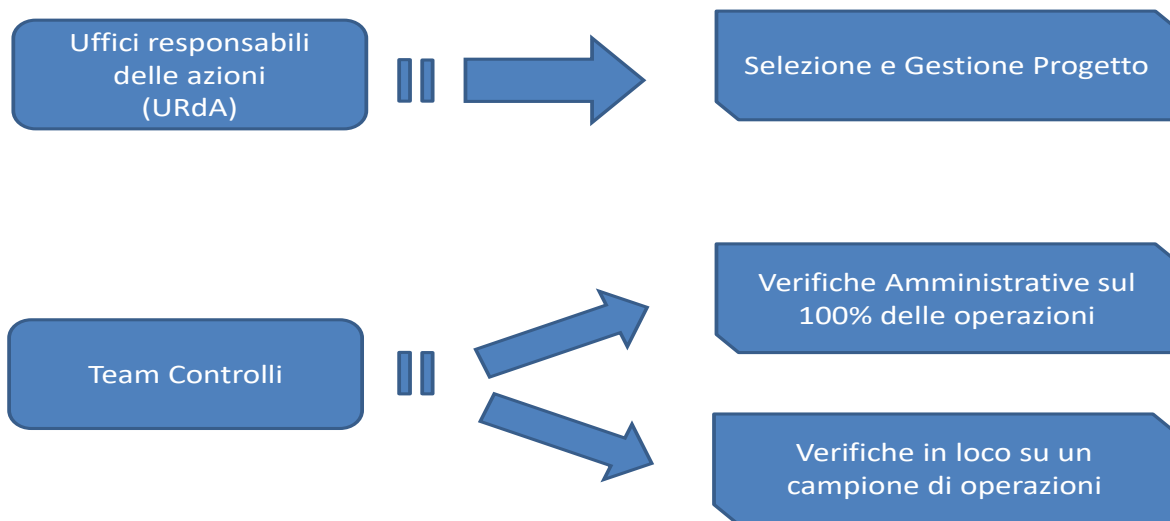 Uffici responsabili
delle azioni
(URdA)
Selezione e Gestione Progetto
Team Controlli
Verifiche Amministrative sul
100% delle operazioni
Verifiche in loco su un
campione di operazioni